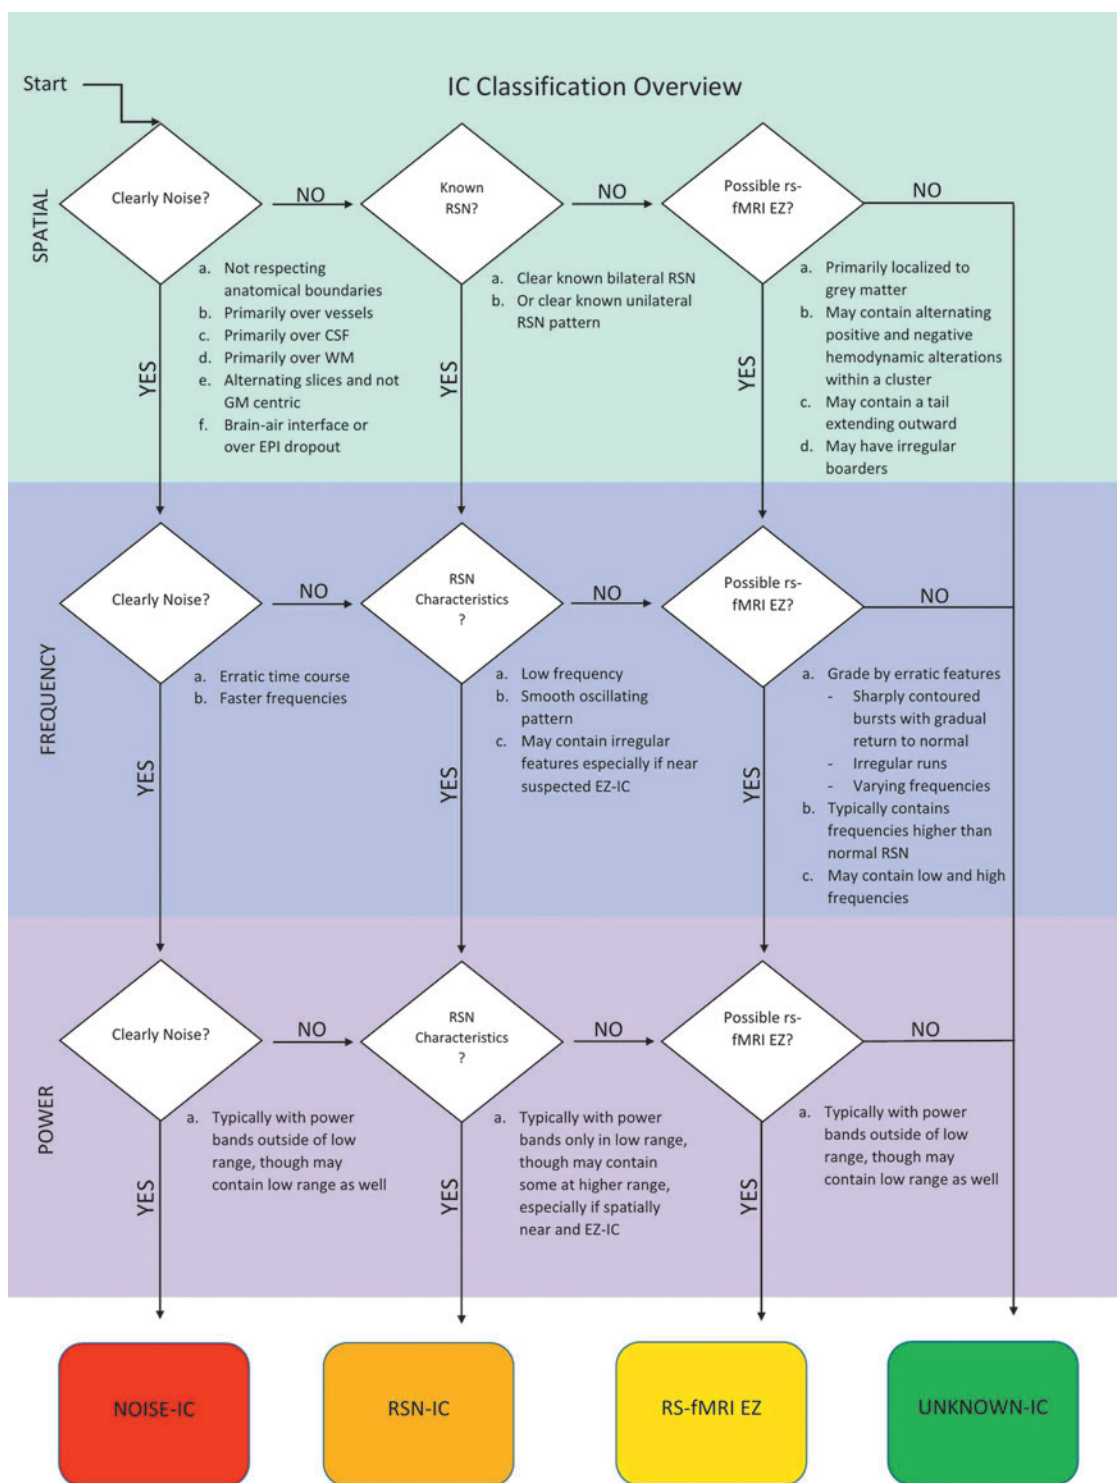 Start
IC Classification Overview
SPATIAL
Clearly Noise?
NO
Known
RSN?
NO
Possible rs-
fMRI EZ?
NO
a. Not respecting
anatomical boundaries
b. Primarily over vessels
c. Primarily over CSF
d. Primarily over WM
e. Alternating slices and not
GM centric
f. Brain-air interface or
over EPI dropout
a. Clear known bilateral RSN
b. Or clear known unilateral
RSN pattern
a. Primarily localized to
grey matter
b. May contain alternating
positive and negative
hemodynamic alterations
within a cluster
c. May contain a tail
extending outward
d. May have irregular
boarders
YES
YES
YES
FREQUENCY
Clearly Noise?
NO
RSN
Characteristics
?
NO
Possible rs-
fMRI EZ?
NO
a. Erratic time course
b. Faster frequencies
a. Low frequency
b. Smooth oscillating
pattern
c. May contain irregular
features especially if near
suspected EZ-IC
a. Grade by erratic features
- Sharply contoured
bursts with gradual
return to normal
- Irregular runs
- Varying frequencies
b. Typically contains
frequencies higher than
normal RSN
c. May contain low and high
frequencies
YES
YES
YES
POWER
Clearly Noise?
NO
RSN
Characteristics
?
NO
Possible rs-
fMRI EZ?
NO
a. Typically with power
bands outside of low
range, though may
contain low range as well
a. Typically with power
bands only in low range,
though may contain
some at higher range,
especially if spatially
near and EZ-IC
a. Typically with power
bands outside of low
range, though may
contain low range as well
YES
YES
YES
NOISE-IC
RSN-IC
RS-fMRI EZ
UNKNOWN-IC